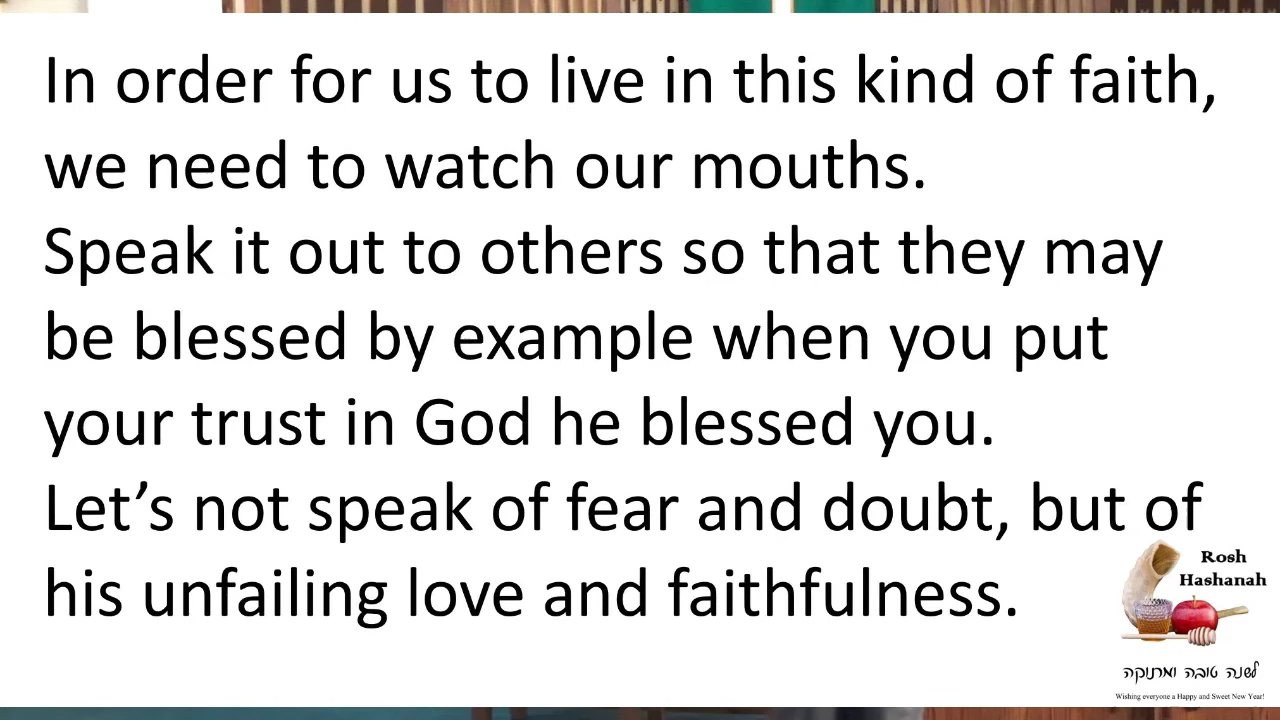 In order for us to live in this kind of faith,
we need to watch our mouths.
Speak it out to others so that they may
be blessed by example when you put
your trust in God he blessed you.
Let’s not speak of fear and doubt, but of
his unfailing love and faithfulness.
Rosh
Hashanah
לשנה טובה ומתוקה
Wishing everyone a Happy and Sweet New Year!